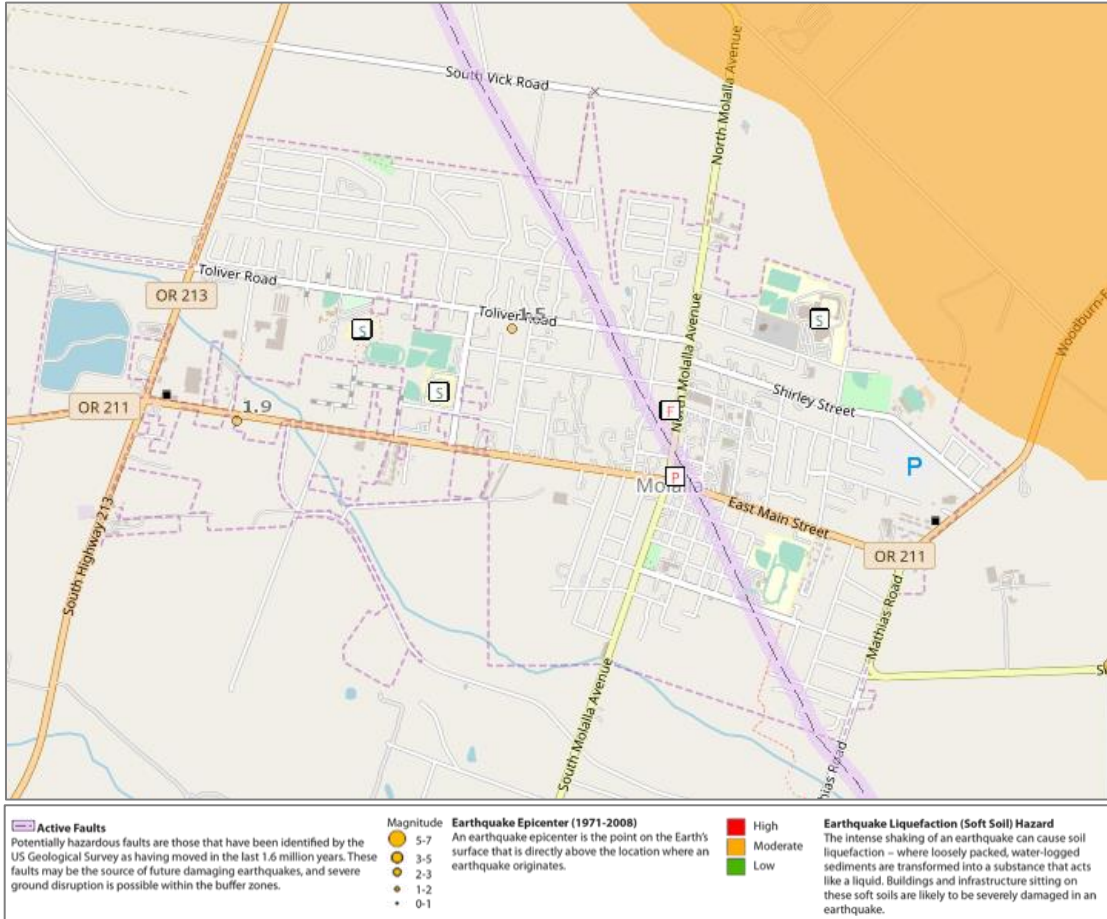 South Vick Road
North Molalla Avenue
Toliver Road
OR 213
1.5
Toliver Road
S
S
S
Woodburn-E
North Molalla Avenue
Shirley Street
OR 211
1.9
F
P
P
Molalla
East Main Street
OR 211
South Highway 213
Mathias Road
South Molalla Avenue
hias Road
Active Faults
Potentially hazardous faults are those that have been identified by the
US Geological Survey as having moved in the last 1.6 million years. These
faults may be the source of future damaging earthquakes, and severe
ground disruption is possible within the buffer zones.
Magnitude
5-7
3-5
2-3
1-2
0-1
Earthquake Epicenter (1971-2008)
An earthquake epicenter is the point on the Earth's
surface that is directly above the location where an
earthquake originates.
High
Moderate
Low
Earthquake Liquefaction (Soft Soil) Hazard
The intense shaking of an earthquake can cause soil
liquefaction – where loosely packed, water-logged
sediments are transformed into a substance that acts
like a liquid. Buildings and infrastructure sitting on
these soft soils are likely to be severely damaged in an
earthquake.